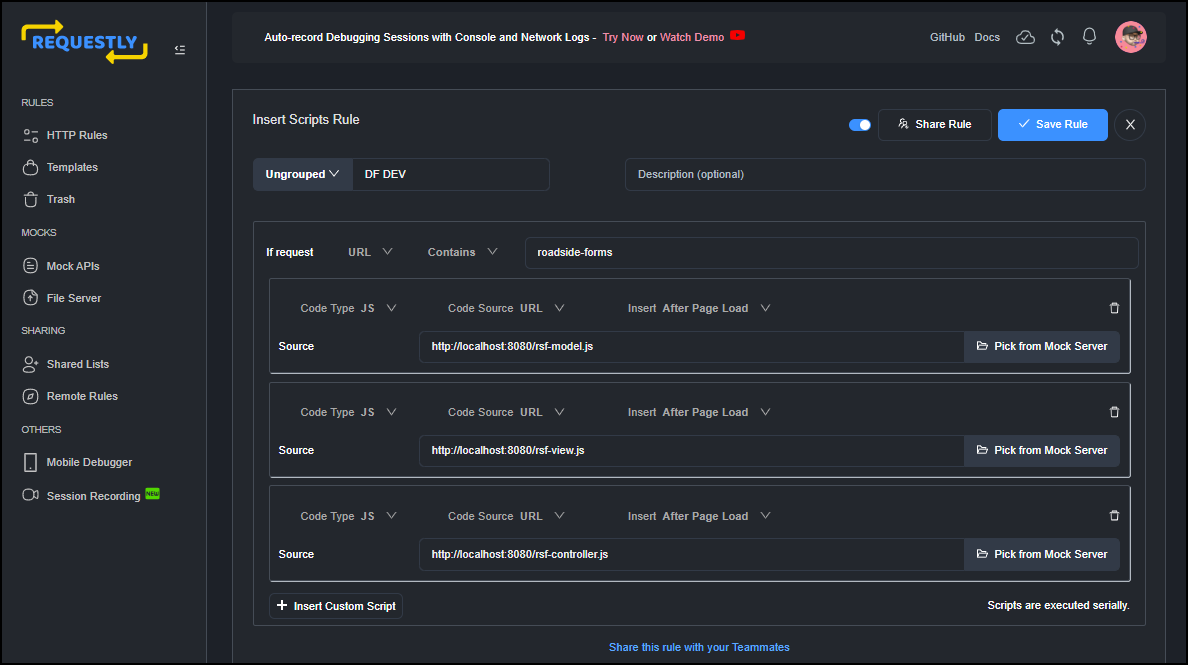 REQUESTLY
Auto-record Debugging Sessions with Console and Network Logs - Try Now or Watch Demo
GitHub Docs
RULES
HTTP Rules
Templates
Trash
MOCKS
Mock APIs
File Server
SHARING
Shared Lists
Remote Rules
OTHERS
Mobile Debugger
Session Recording NEW
Insert Scripts Rule
Share Rule
Save Rule
Ungrouped DF DEV Description (optional)
If request URL Contains roadside-forms
Code Type JS Code Source URL Insert After Page Load
Source http://localhost:8080/rsf-model.js Pick from Mock Server
Code Type JS Code Source URL Insert After Page Load
Source http://localhost:8080/rsf-view.js Pick from Mock Server
Code Type JS Code Source URL Insert After Page Load
Source http://localhost:8080/rsf-controller.js Pick from Mock Server
+ Insert Custom Script Scripts are executed serially.
Share this rule with your Teammates